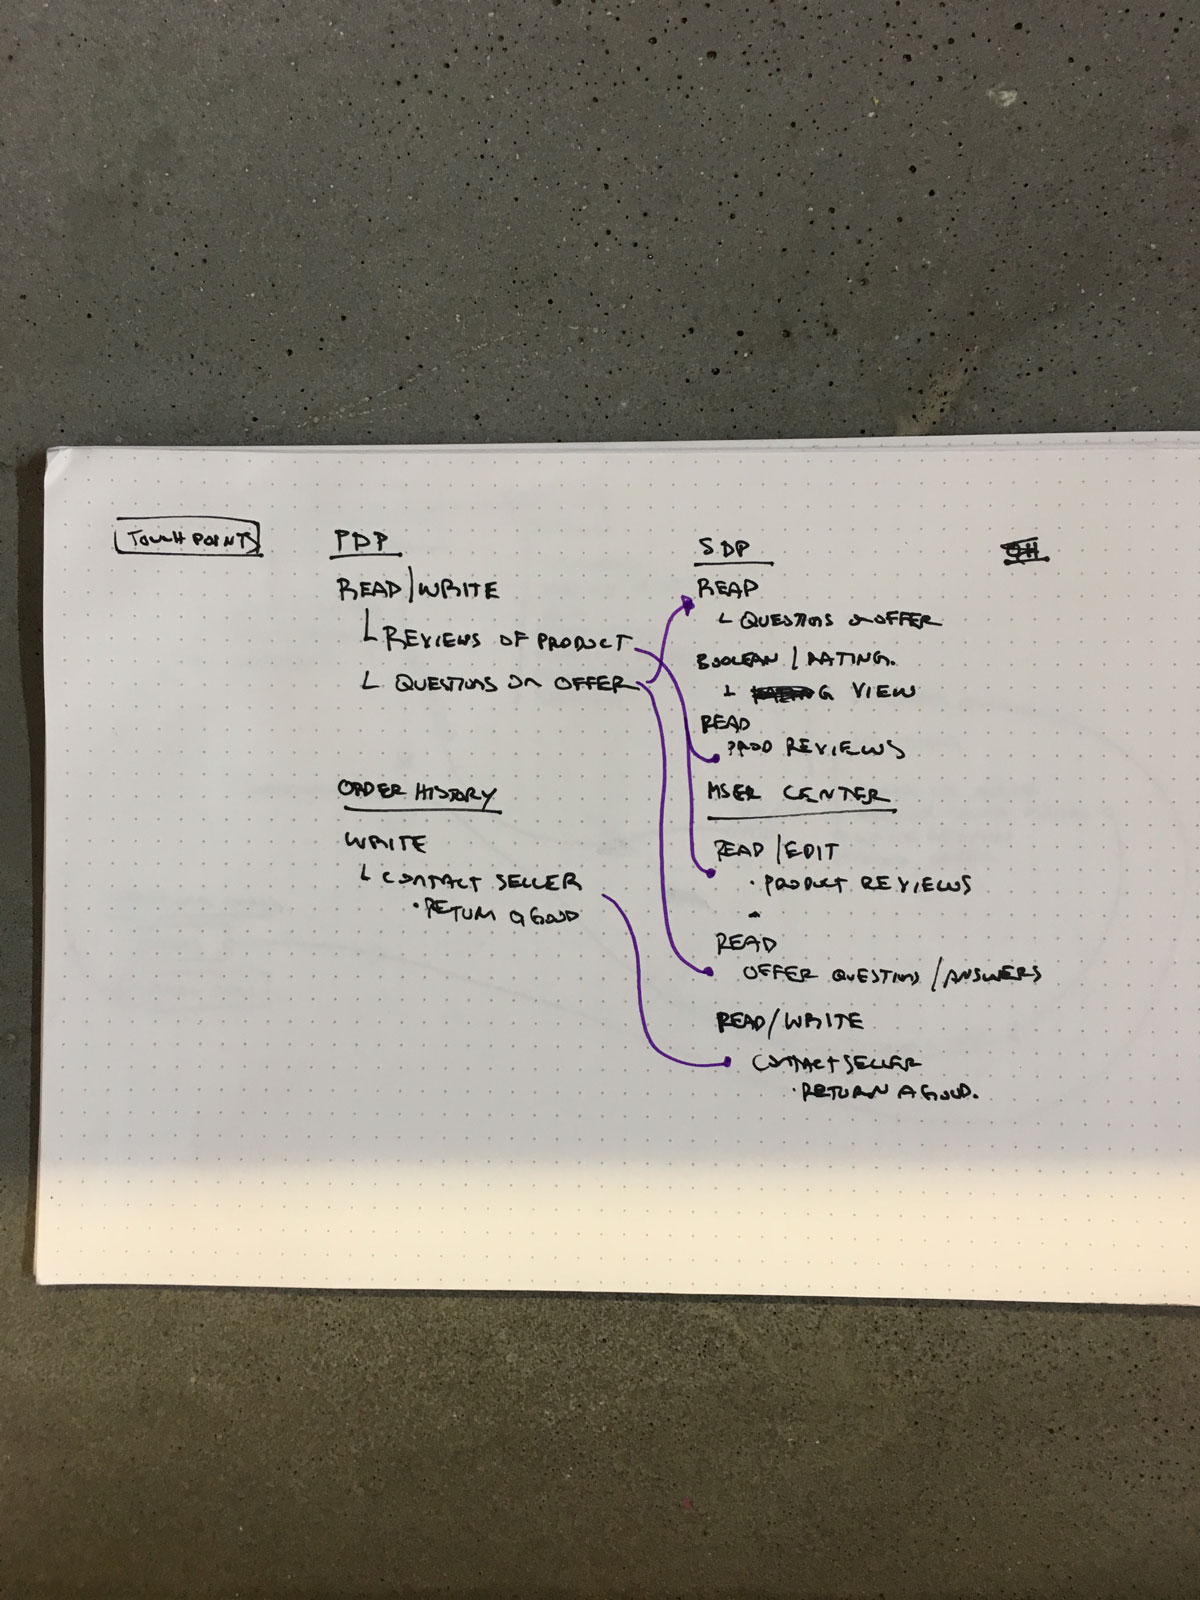 TOUCH POINTS
PDP
READ/WRITE
REVIEWS OF PRODUCT
QUESTIONS ON OFFER
ORDER HISTORY
WRITE
CONTACT SELLER
• RETURN A GOOD
SDP
READ
QUESTIONS ON OFFER
BOOLEAN / RATING.
G VIEW
READ
PROD REVIEWS
USER CENTER
READ/EDIT
• PRODUCT REVIEWS
READ
OFFER QUESTIONS/ANSWERS
READ/WRITE
CONTACT SELLER
• RETURN A GOOD.